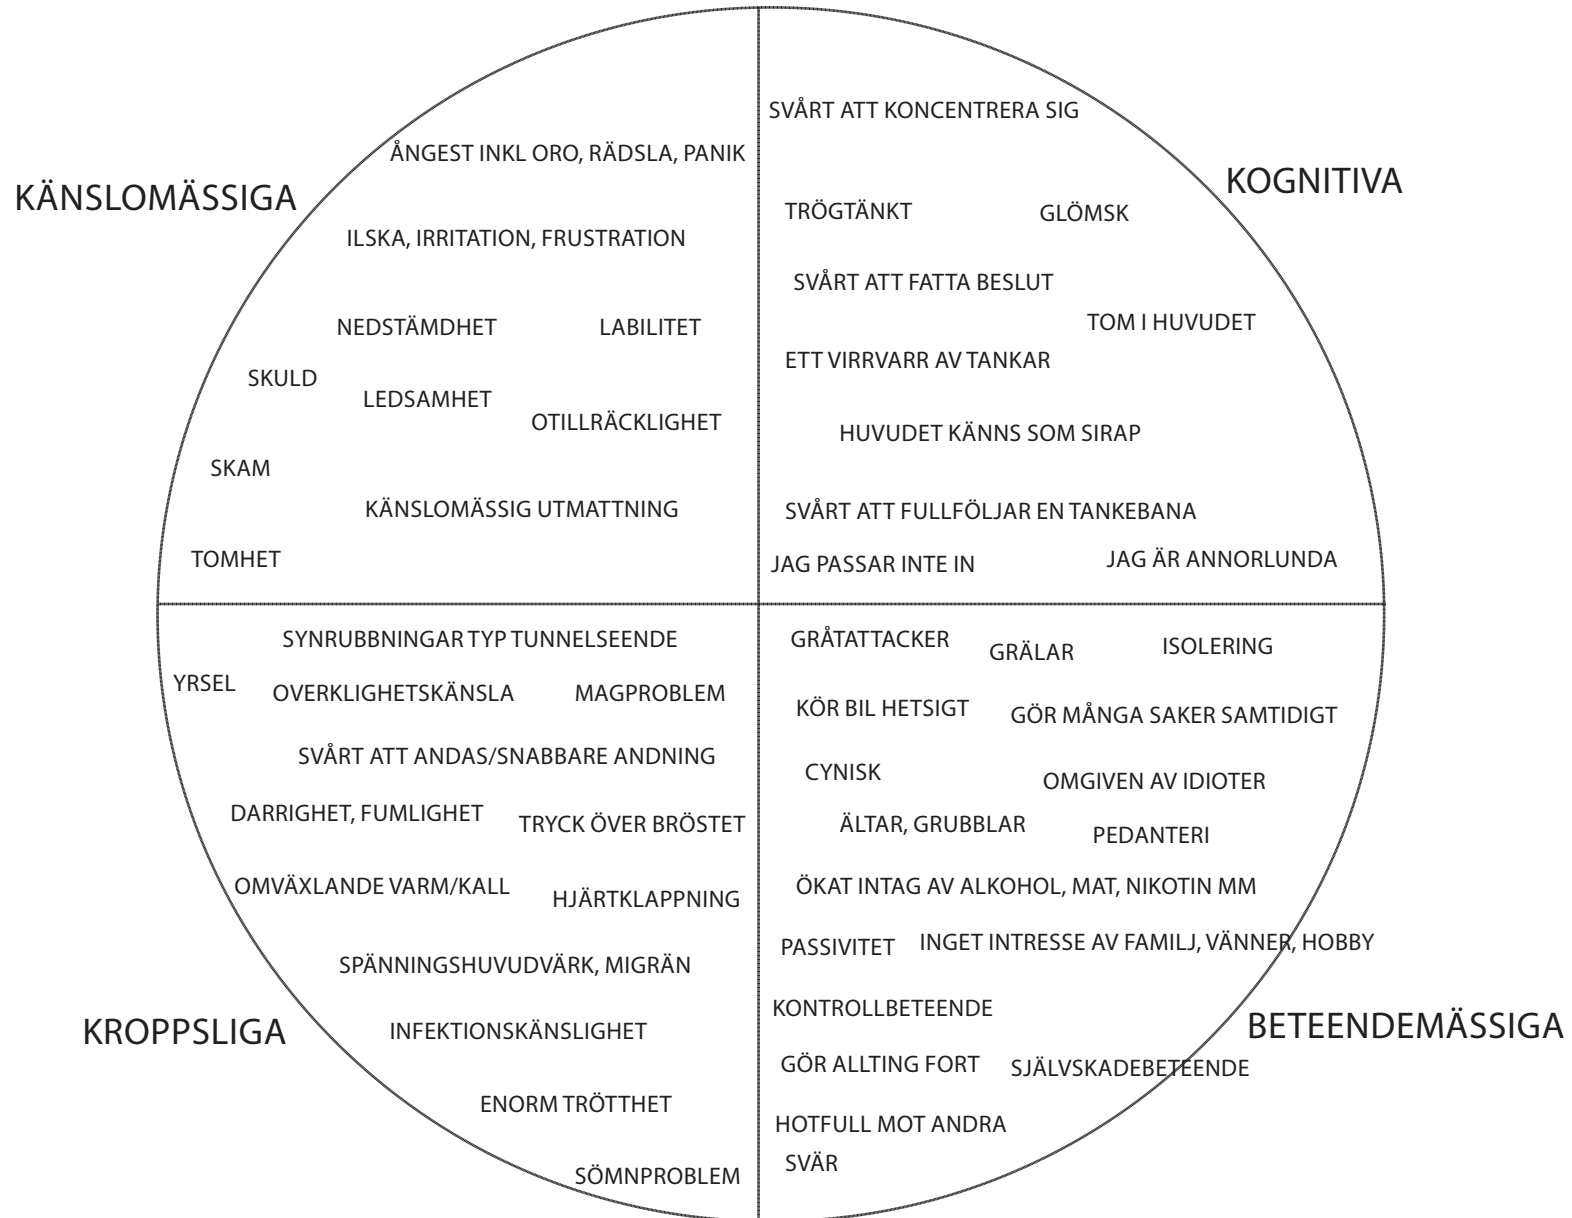 KÄNSLOMÄSSIGA
ÅNGEST INKL ORO, RÄDSLA, PANIK
ILSKA, IRRITATION, FRUSTRATION
NEDSTÄMDHET
LABILITET
SKULD
LEDSAMHET
OTILLRÄCKLIGHET
SKAM
KÄNSLOMÄSSIG UTMATTNING
TOMHET
KOGNITIVA
SVÅRT ATT KONCENTRERA SIG
TRÖGTÄNKT
GLÖMSK
SVÅRT ATT FATTA BESLUT
TOM I HUVUDET
ETT VIRRVARR AV TANKAR
HUVUDET KÄNNS SOM SIRAP
SVÅRT ATT FULLFÖLJAR EN TANKEBANA
JAG PASSAR INTE IN
JAG ÄR ANNORLUNDA
KROPPSLIGA
SYNRUBBNINGAR TYP TUNNELSEENDE
YRSEL
OVERKLIGHETSKÄNSLA
MAGPROBLEM
SVÅRT ATT ANDAS/SNABBARE ANDNING
DARRIGHET, FUMLIGHET
TRYCK ÖVER BRÖSTET
OMVÄXLANDE VARM/KALL
HJÄRTKLAPPNING
SPÄNNINGSHUVUDVÄRK, MIGRÄN
INFEKTIONSKÄNSLIGHET
ENORM TRÖTTHET
SÖMNPROBLEM
BETEENDEMÄSSIGA
GRÅTATTACKER
GRÄLAR
ISOLERING
KÖR BIL HETSIGT
GÖR MÅNGA SAKER SAMTIDIGT
CYNISK
OMGIVEN AV IDIOTER
ÄLTAR, GRUBBLAR
PEDANTERI
ÖKAT INTAG AV ALKOHOL, MAT, NIKOTIN MM
PASSIVITET
INGET INTRESSE AV FAMILJ, VÄNNER, HOBBY
KONTROLLBETEENDE
GÖR ALLTING FORT
SJÄLVSKADEBETEENDE
HOTFULL MOT ANDRA
SVÄR